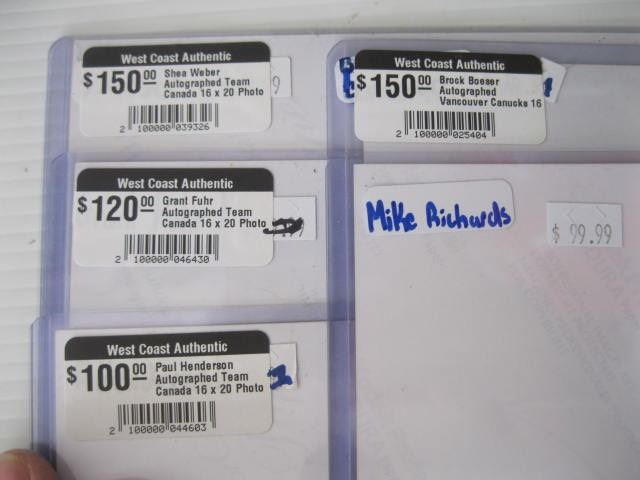 West Coast Authentic
$150.00 Shea Weber
Autographed Team
Canada 16 x 20 Photo
2 100000 039326
9
West Coast Authentic
$150.00 Brock Boeser
Autographed
Vancouver Canucks 16
2 100000 025404
West Coast Authentic
$120.00 Grant Fuhr
Autographed Team
Canada 16 x 20 Photo
2 100000 046430
Mike Richards
$ 99.99
West Coast Authentic
$100.00 Paul Henderson
Autographed Team
Canada 16 x 20 Photo
2 100000 044603